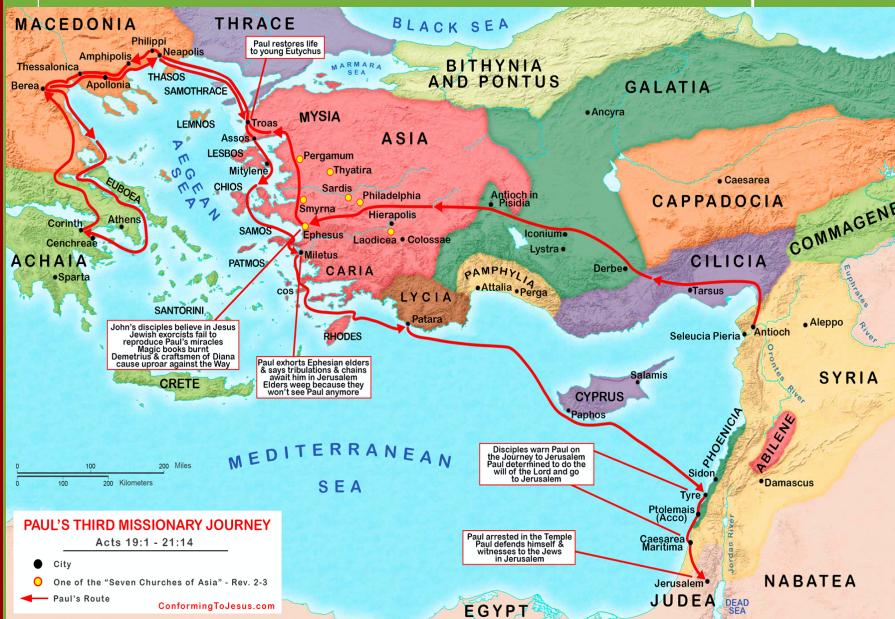 MACEDONIA
THRACE
BLACK SEA
Philippi
Neapolis
Amphipolis
Thessalonica
Apollonia
Berea
THASOS
SAMOTHRACE
Paul restores life
to young Eutychus
MARMARA
SEA
BITHYNIA
AND PONTUS
GALATIA
Ancyra
LEMNOS
Troas
MYSIA
ASIA
Assos
LESBOS
Mitylene
CHIOS
AEGEAN
SEA
Pergamum
Thyatira
Sardis
Philadelphia
Smyrna
Hierapolis
Ephesus
Laodicea
Colossae
Antioch in
Pisidia
Iconium
Lystra
Derbe
Caesarea
CAPPADOCIA
COMMAGENE
CILICIA
Tarsus
EUBOEA
Corinth
Athens
Cenchreae
ACHAIA
Sparta
SAMOS
Miletus
PATMOS
CARIA
COS
SANTORINI
RHODES
LYCIA
Patara
PAMPHYLIA
Attalia
Perga
Euphrates
River
Seleucia Pieria
Antioch
Aleppo
Orontes River
SYRIA
John's disciples believe in Jesus
Jewish exorcists fail to
reproduce Paul's miracles
Magic books burnt
Demetrius & craftsmen of Diana
cause uproar against the Way
Paul exhorts Ephesian elders
& says tribulations & chains
await him in Jerusalem
Elders weep because they
won't see Paul anymore
CRETE
Salamis
CYPRUS
Paphos
PHOENICIA
ABILENE
MEDITERRANEAN
SEA
Disciples warn Paul on
the Journey to Jerusalem
Paul determined to do the
will of the Lord and go
to Jerusalem
Sidon
Tyre
Damascus
Ptolemais
(Acco)
Caesarea
Maritima
Jordan River
Paul arrested in the Temple
Paul defends himself &
witnesses to the Jews
in Jerusalem
Jerusalem
JUDEA
DEAD
SEA
NABATEA
EGYPT
0 100 200 Miles
0 100 200 Kilometers
PAUL'S THIRD MISSIONARY JOURNEY
Acts 19:1 - 21:14
City
One of the "Seven Churches of Asia" - Rev. 2-3
Paul's Route
ConformingToJesus.com